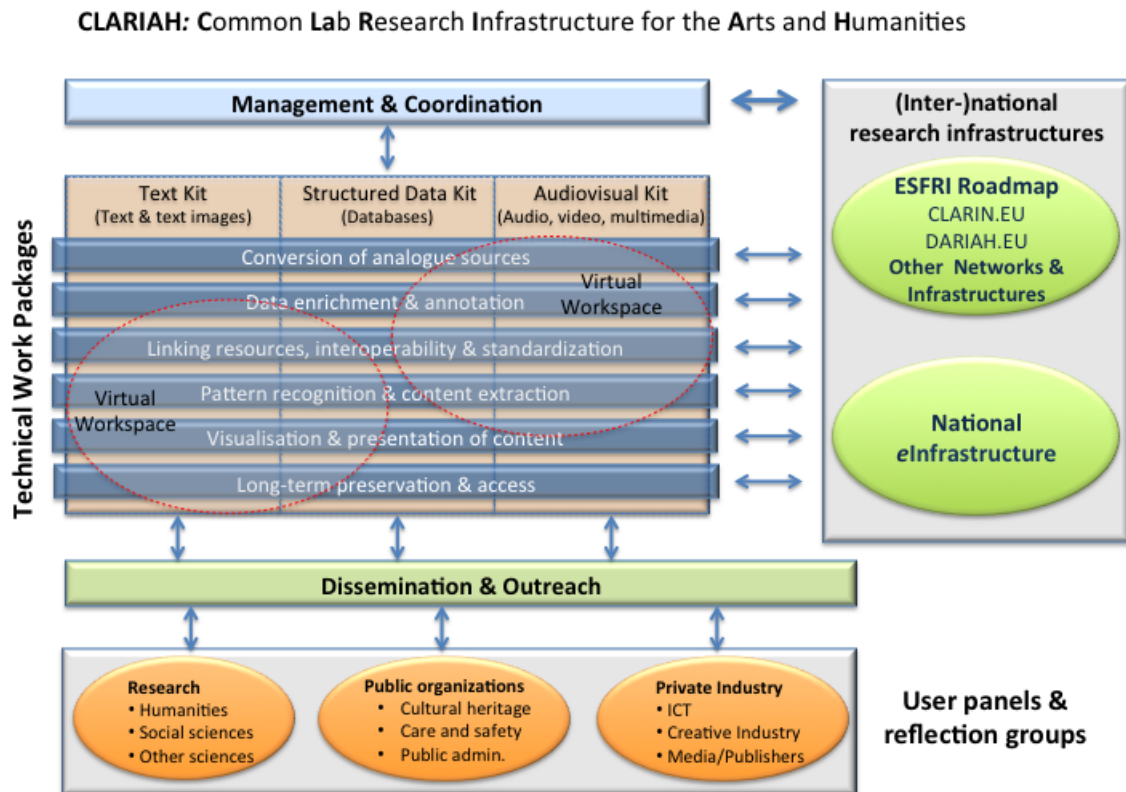 CLARIAH: Common Lab Research Infrastructure for the Arts and Humanities
Management & Coordination
(Inter-)national
research infrastructures
ESFRI Roadmap
CLARIN.EU
DARIAH.EU
Other Networks &
Infrastructures
National
eInfrastructure
Technical Work Packages
Text Kit
(Text & text images)
Structured Data Kit
(Databases)
Audiovisual Kit
(Audio, video, multimedia)
Conversion of analogue sources
Data enrichment & annotation
Linking resources, interoperability & standardization
Pattern recognition & content extraction
Visualisation & presentation of content
Long-term preservation & access
Virtual
Workspace
Virtual
Workspace
Dissemination & Outreach
Research
• Humanities
• Social sciences
• Other sciences
Public organizations
• Cultural heritage
• Care and safety
• Public admin.
Private Industry
• ICT
• Creative Industry
• Media/Publishers
User panels &
reflection groups